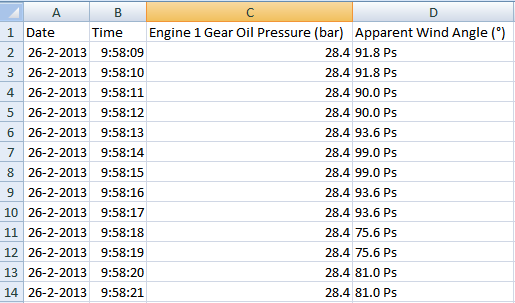 A B C D
1 Date Time Engine 1 Gear Oil Pressure (bar) Apparent Wind Angle (°)
2 26-2-2013 9:58:09 28.4 91.8 Ps
3 26-2-2013 9:58:10 28.4 91.8 Ps
4 26-2-2013 9:58:11 28.4 90.0 Ps
5 26-2-2013 9:58:12 28.4 90.0 Ps
6 26-2-2013 9:58:13 28.4 93.6 Ps
7 26-2-2013 9:58:14 28.4 99.0 Ps
8 26-2-2013 9:58:15 28.4 99.0 Ps
9 26-2-2013 9:58:16 28.4 93.6 Ps
10 26-2-2013 9:58:17 28.4 93.6 Ps
11 26-2-2013 9:58:18 28.4 75.6 Ps
12 26-2-2013 9:58:19 28.4 75.6 Ps
13 26-2-2013 9:58:20 28.4 81.0 Ps
14 26-2-2013 9:58:21 28.4 81.0 Ps